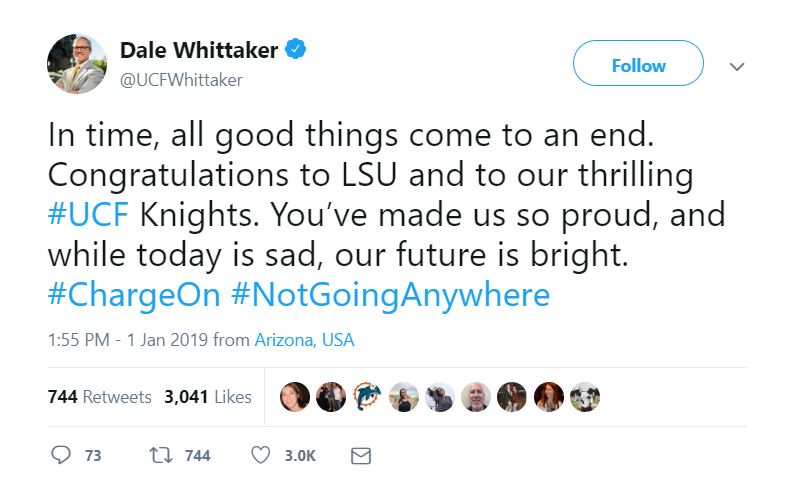 Dale Whittaker
@UCFWhittaker
Follow
In time, all good things come to an end.
Congratulations to LSU and to our thrilling
#UCF Knights. You’ve made us so proud, and
while today is sad, our future is bright.
#ChargeOn #NotGoingAnywhere
1:55 PM - 1 Jan 2019 from Arizona, USA
744 Retweets 3,041 Likes
73 744 3.0K